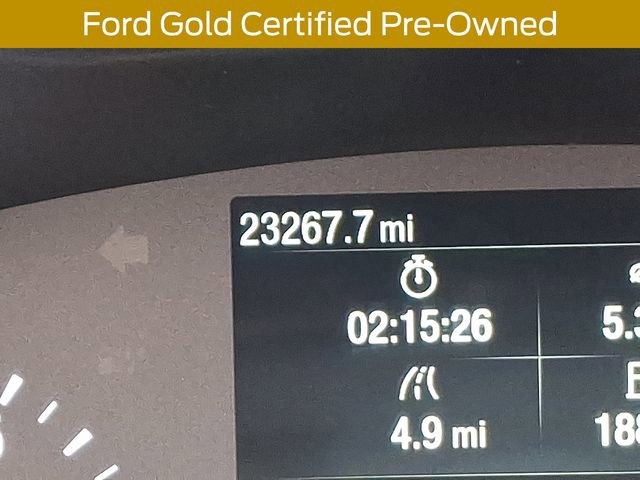 Ford Gold Certified Pre-Owned
23267.7 mi
02:15:26
4.9 mi